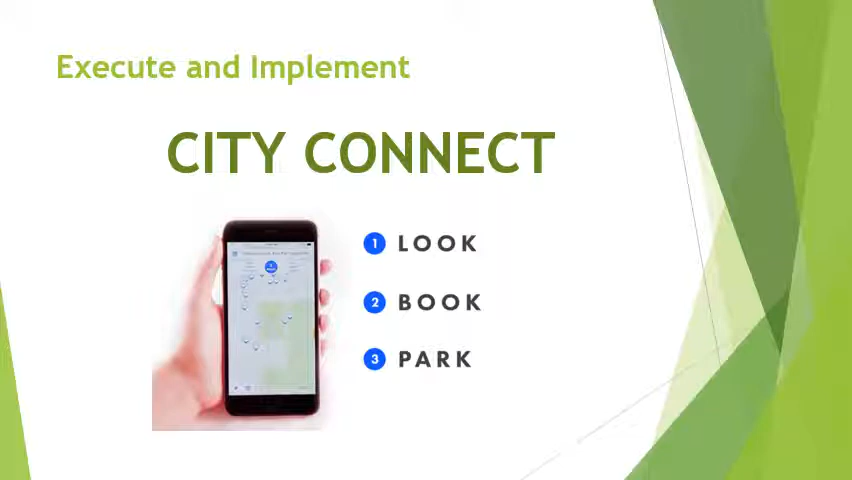 Execute and Implement
CITY CONNECT
1 LOOK
2 BOOK
3 PARK